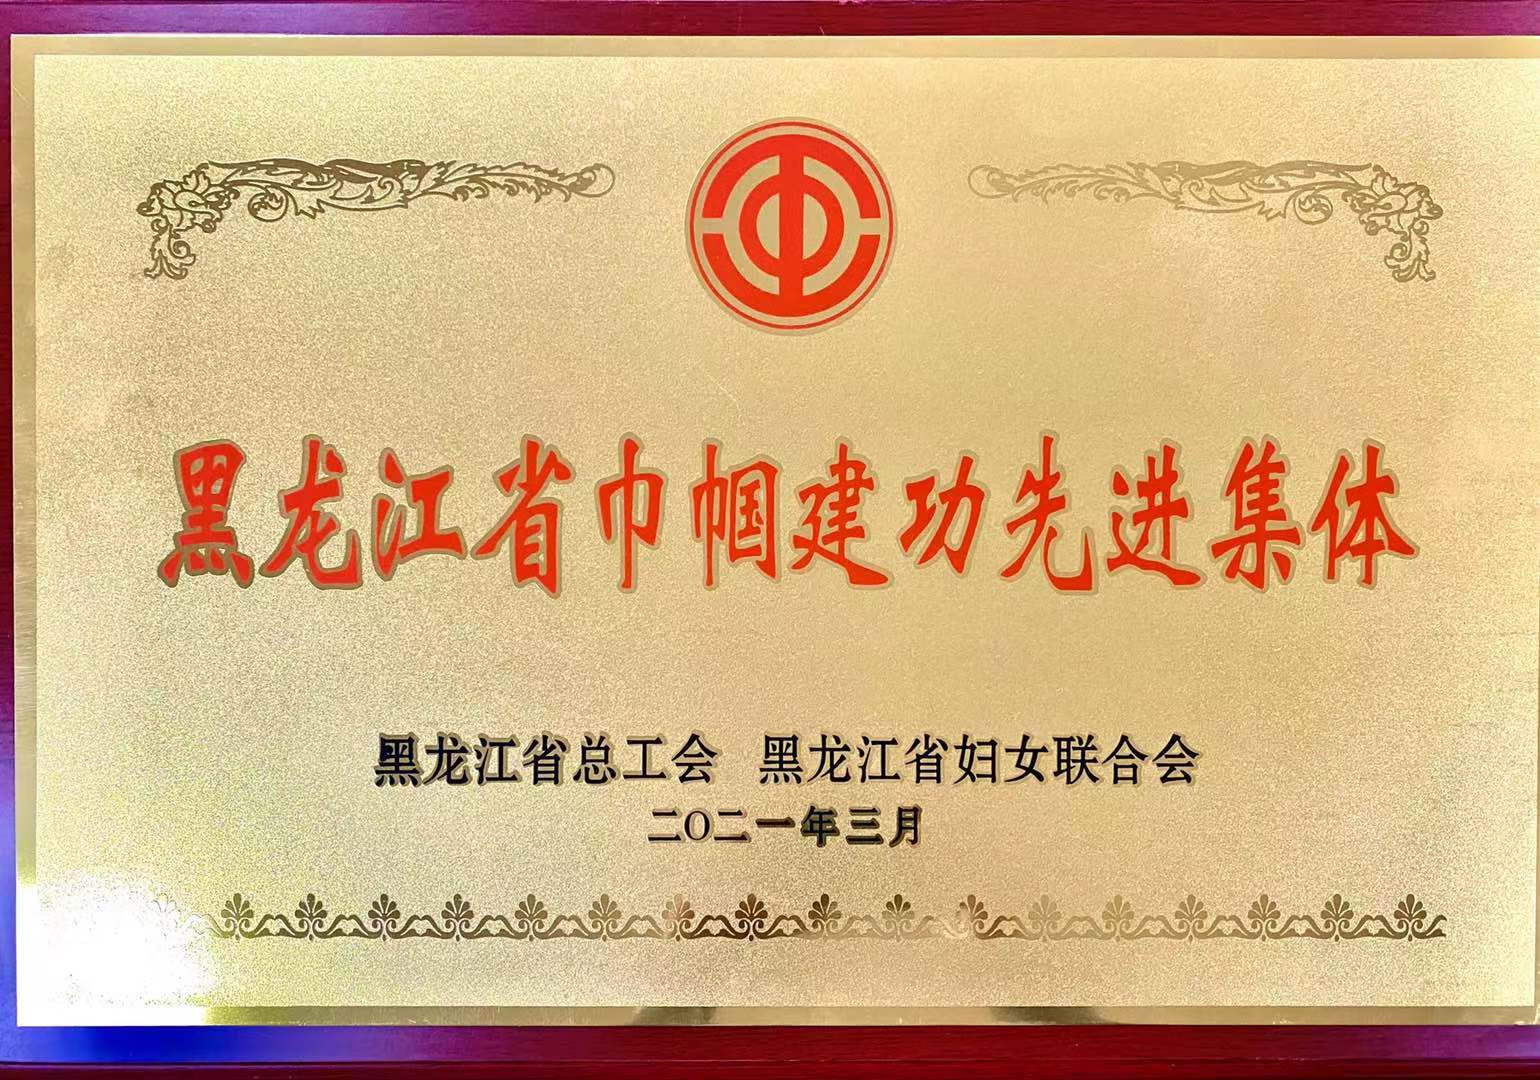 黑龙江省巾帼建功先进集体
黑龙江省总工会 黑龙江省妇女联合会
二〇二一年三月